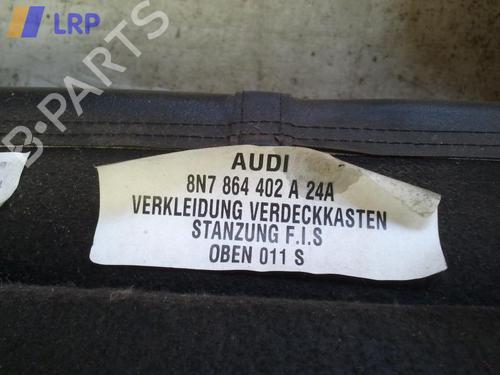 LRP
B-PARTS
AUDI
8N7 864 402 A 24A
VERKLEIDUNG VERDECKKASTEN
STANZUNG F.I.S
OBEN 011 S